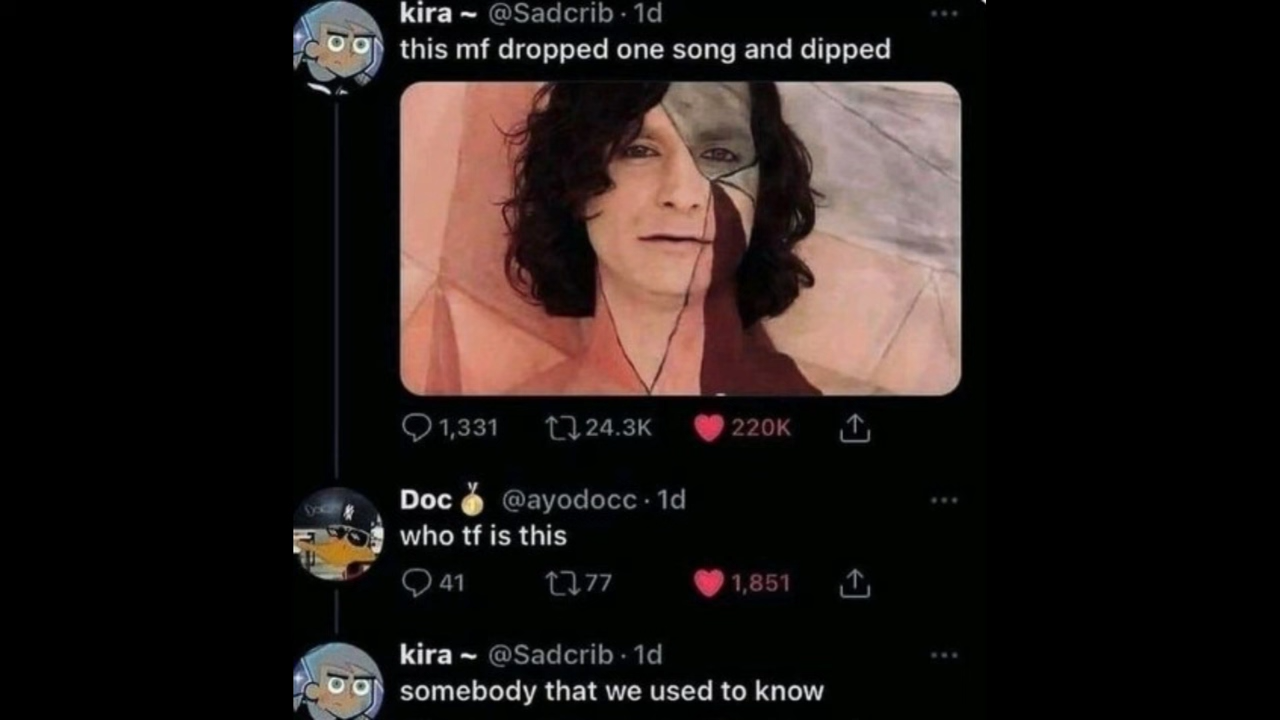 kira ~ @Sadcrib · 1d
this mf dropped one song and dipped
1,331 24.3K 220K
Doc🥇 @ayodocc · 1d
who tf is this
41 77 1,851
kira ~ @Sadcrib · 1d
somebody that we used to know